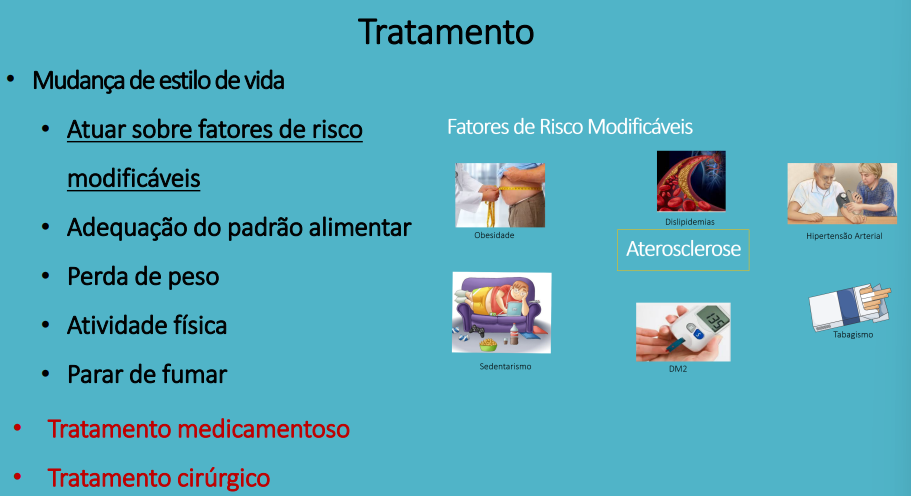 Tratamento
• Mudança de estilo de vida
• Atuar sobre fatores de risco
modificáveis
• Adequação do padrão alimentar
• Perda de peso
• Atividade física
• Parar de fumar
• Tratamento medicamentoso
• Tratamento cirúrgico
Fatores de Risco Modificáveis
Obesidade
Dislipidemias
Hipertensão Arterial
Aterosclerose
Sedentarismo
135
DM2
Tabagismo